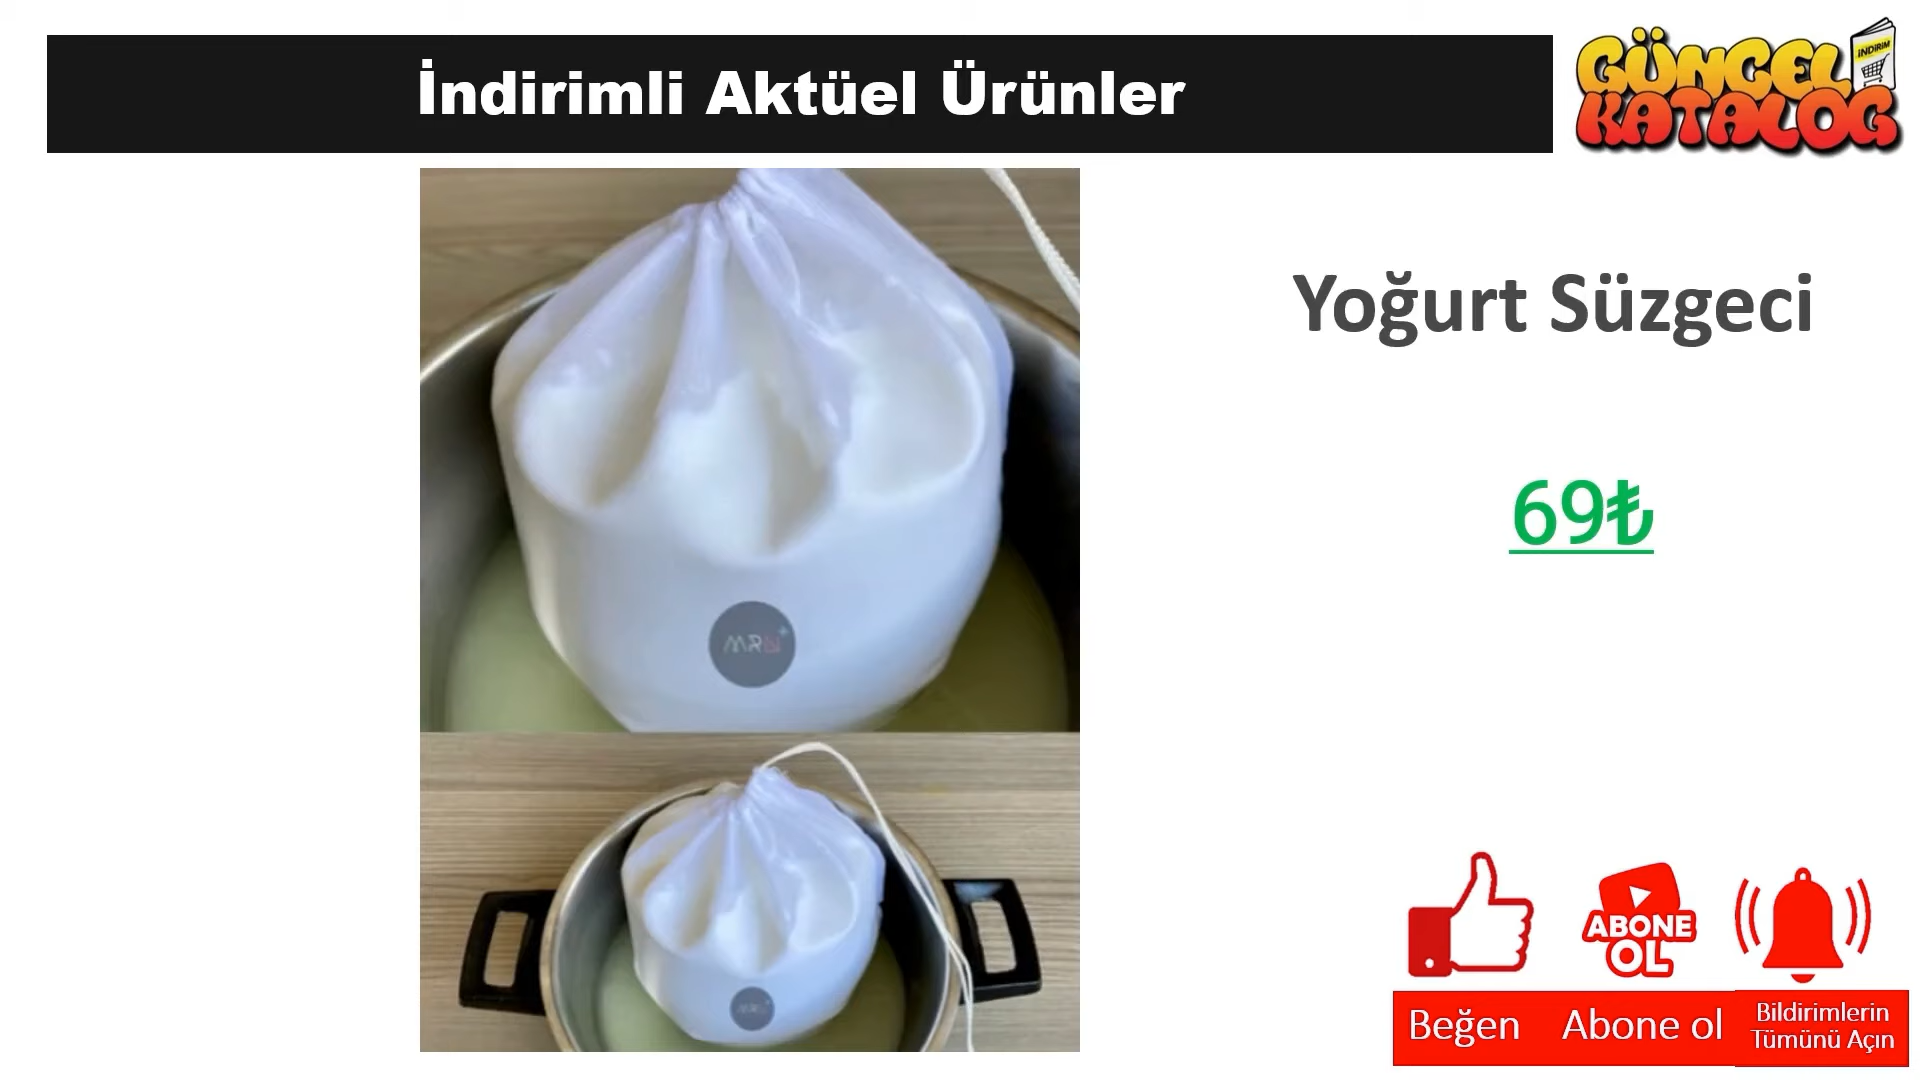 İndirimli Aktüel Ürünler
GÜNCEL
İNDİRİM
KATALOG
Yoğurt Süzgeci
69₺
ABONE
OL
Beğen
Abone ol
Bildirimlerin
Tümünü Açın